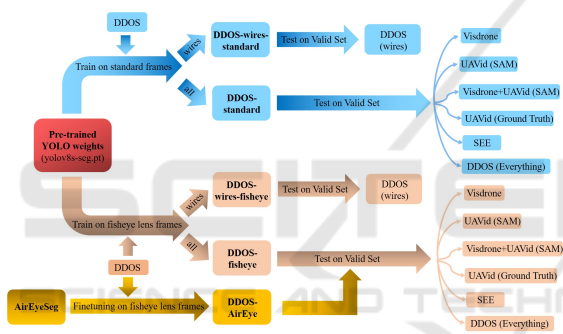 DDOS
Train on standard frames
wires
DDOS-wires-
standard
Test on Valid Set
DDOS
(wires)
all
DDOS-
standard
Test on Valid Set
Visdrone
UAVid (SAM)
Visdrone+UAVid (SAM)
UAVid (Ground Truth)
SEE
DDOS (Everything)
Pre-trained
YOLO weights
(yolov8s-seg.pt)
Train on fisheye lens frames
wires
DDOS-
wires-fisheye
Test on Valid Set
DDOS
(wires)
all
DDOS-
fisheye
Test on Valid Set
Visdrone
UAVid (SAM)
Visdrone+UAVid (SAM)
UAVid (Ground Truth)
SEE
DDOS (Everything)
DDOS
AirEyeSeg
Finetuning on fisheye lens frames
DDOS-
AirEye